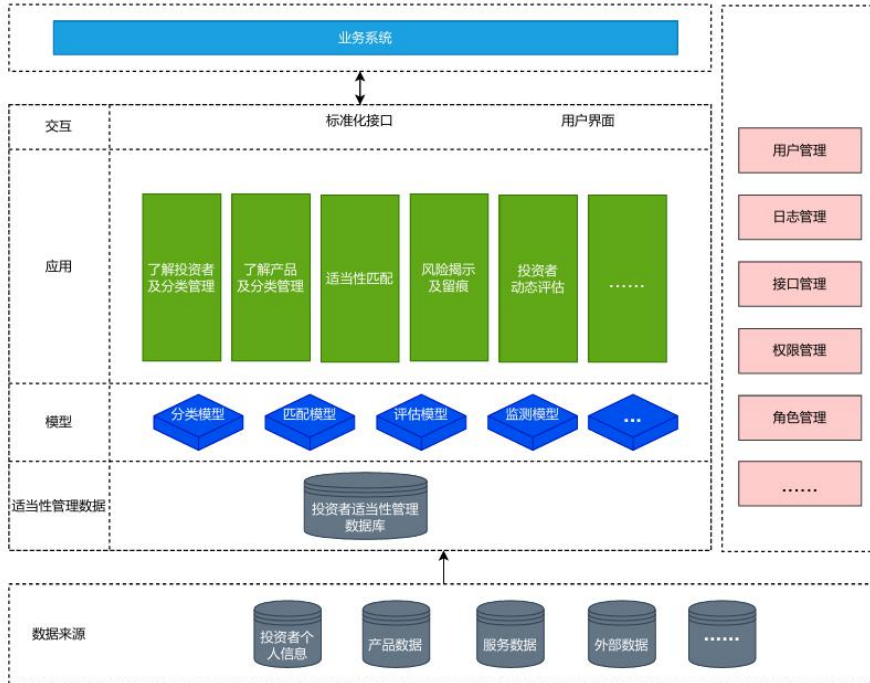 业务系统
交互
标准化接口
用户界面
应用
了解投资者
及分类管理
了解产品
及分类管理
适当性匹配
风险揭示
及留痕
投资者
动态评估
……
模型
分类模型
匹配模型
评估模型
监测模型
...
适当性管理数据
投资者适当性管理
数据库
数据来源
投资者个
人信息
产品数据
服务数据
外部数据
……
用户管理
日志管理
接口管理
权限管理
角色管理
……